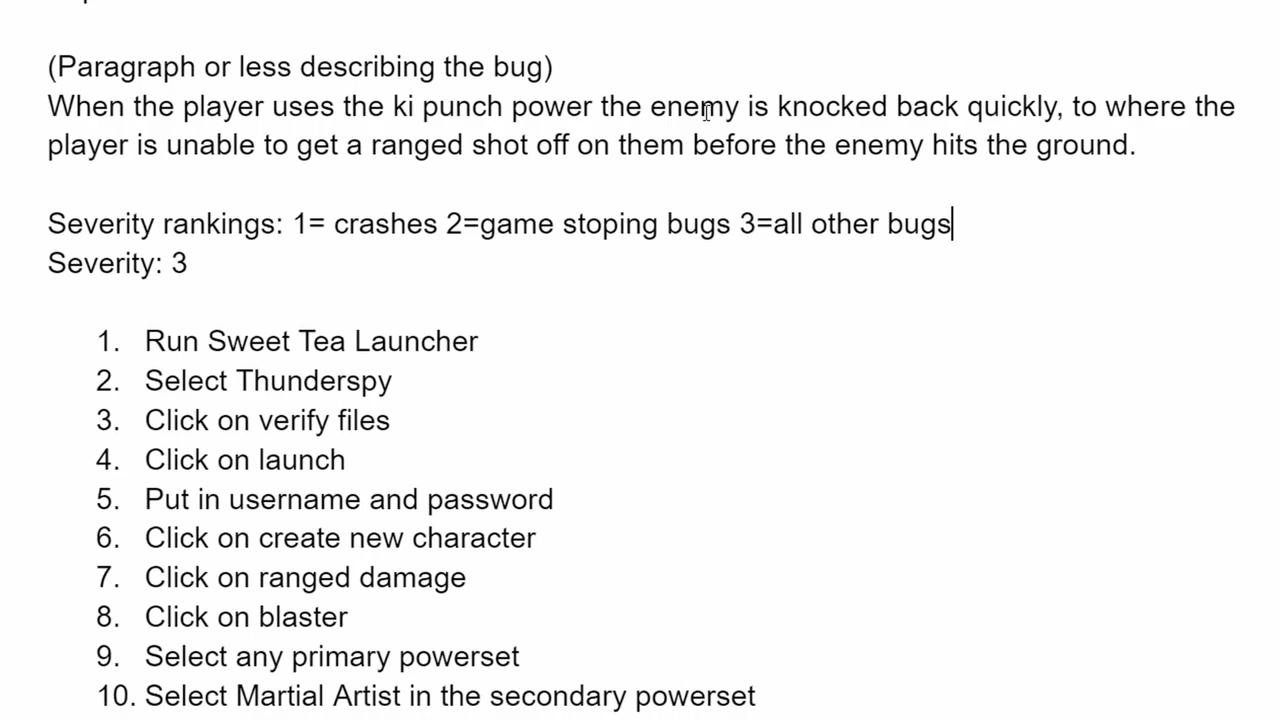 (Paragraph or less describing the bug)
When the player uses the ki punch power the enemy is knocked back quickly, to where the
player is unable to get a ranged shot off on them before the enemy hits the ground.
Severity rankings: 1= crashes 2=game stoping bugs 3=all other bugs
Severity: 3
1. Run Sweet Tea Launcher
2. Select Thunderspy
3. Click on verify files
4. Click on launch
5. Put in username and password
6. Click on create new character
7. Click on ranged damage
8. Click on blaster
9. Select any primary powerset
10. Select Martial Artist in the secondary powerset